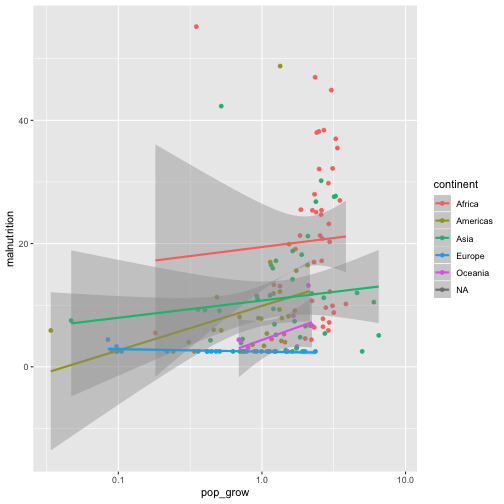 malnutrition
40
20
0
0.1
1.0
10.0
pop_grow
continent
Africa
Americas
Asia
Europe
Oceania
NA